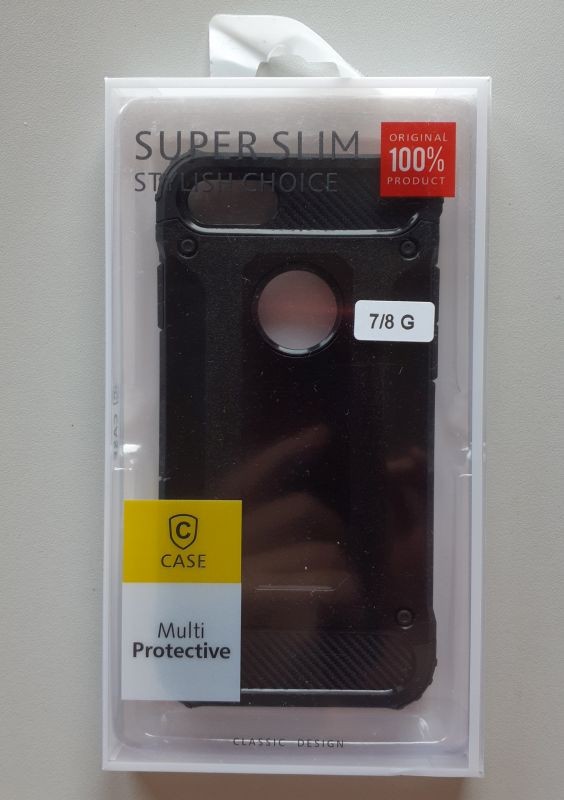 SUPER SLIM
STYLISH CHOICE
ORIGINAL
100%
PRODUCT
7/8 G
C
CASE
Multi
Protective
CLASSIC DESIGN